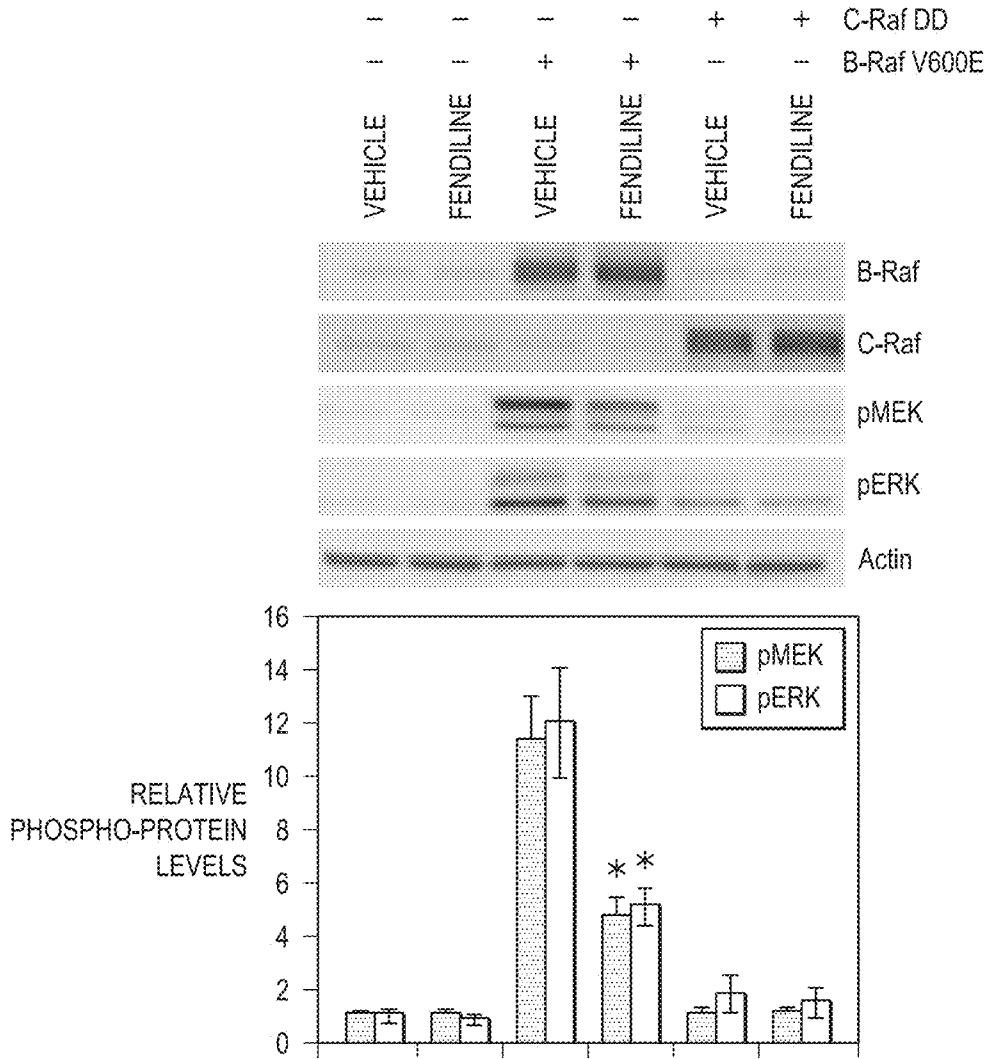 – – – – + + C-Raf DD
– – + + – – B-Raf V600E
VEHICLE FENDILINE VEHICLE FENDILINE VEHICLE FENDILINE
B-Raf
C-Raf
pMEK
pERK
Actin
16
14
12
10
8
6
4
2
0
RELATIVE
PHOSPHO-PROTEIN
LEVELS
pMEK
pERK
* *